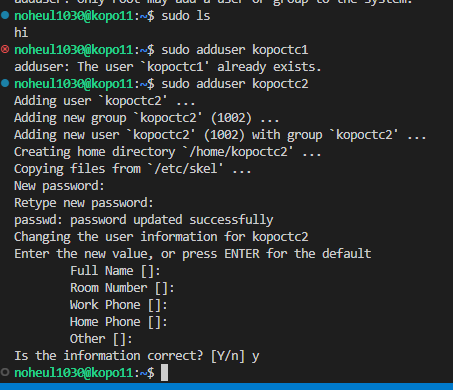 adduser: Only root may add a user or group to the system.
noheul1030@kopo11:~$ sudo ls
hi
noheul1030@kopo11:~$ sudo adduser kopoctc1
adduser: The user `kopoctc1' already exists.
noheul1030@kopo11:~$ sudo adduser kopoctc2
Adding user `kopoctc2' ...
Adding new group `kopoctc2' (1002) ...
Adding new user `kopoctc2' (1002) with group `kopoctc2' ...
Creating home directory `/home/kopoctc2' ...
Copying files from `/etc/skel' ...
New password:
Retype new password:
passwd: password updated successfully
Changing the user information for kopoctc2
Enter the new value, or press ENTER for the default
Full Name []:
Room Number []:
Work Phone []:
Home Phone []:
Other []:
Is the information correct? [Y/n] y
noheul1030@kopo11:~$